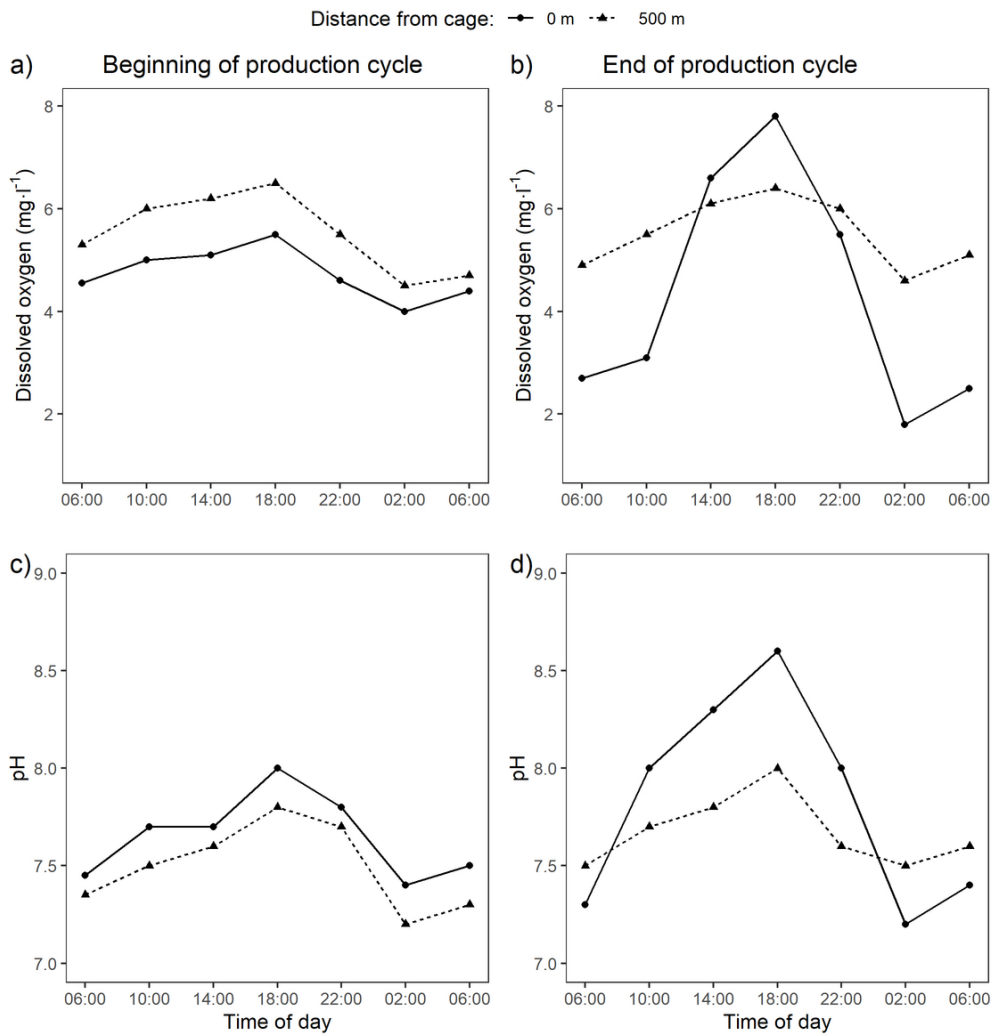 Distance from cage: 0 m 500 m
a) Beginning of production cycle
b) End of production cycle
Dissolved oxygen (mg·l⁻¹)
8
6
4
2
06:00 10:00 14:00 18:00 22:00 02:00 06:00
Dissolved oxygen (mg·l⁻¹)
8
6
4
2
06:00 10:00 14:00 18:00 22:00 02:00 06:00
c)
pH
9.0
8.5
8.0
7.5
7.0
06:00 10:00 14:00 18:00 22:00 02:00 06:00
Time of day
d)
pH
9.0
8.5
8.0
7.5
7.0
06:00 10:00 14:00 18:00 22:00 02:00 06:00
Time of day